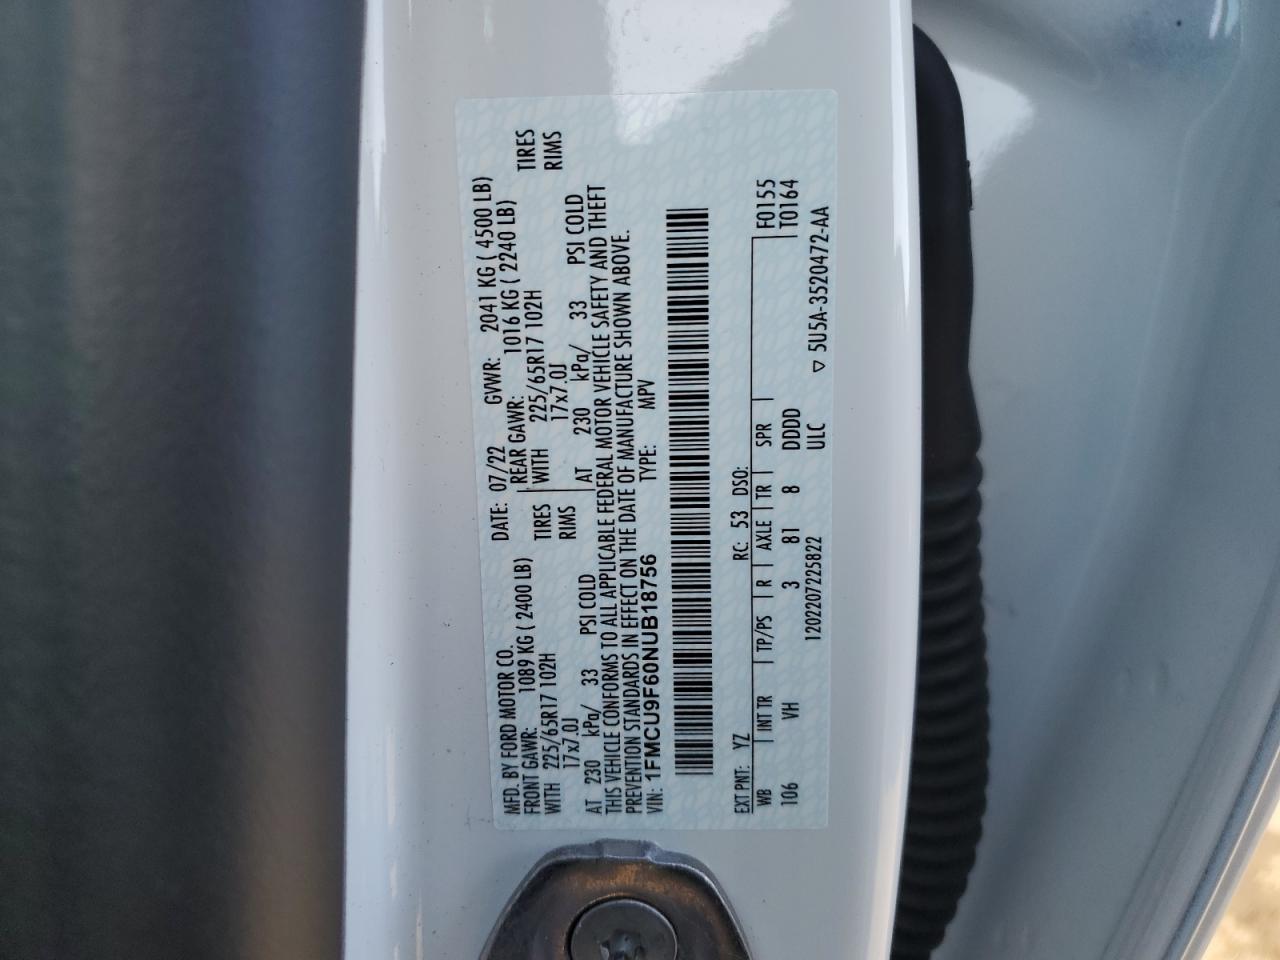 MFD. BY FORD MOTOR CO.
DATE: 07/22 GVWR: 2041 KG ( 4500 LB)
FRONT GAWR: 1089 KG ( 2400 LB)
REAR GAWR: 1016 KG ( 2240 LB)
WITH 225/65R17 102H TIRES
WITH 225/65R17 102H TIRES
17x7.0J RIMS
17x7.0J RIMS
AT 230 kPa/ 33 PSI COLD
AT 230 kPa/ 33 PSI COLD
THIS VEHICLE CONFORMS TO ALL APPLICABLE FEDERAL MOTOR VEHICLE SAFETY AND THEFT
PREVENTION STANDARDS IN EFFECT ON THE DATE OF MANUFACTURE SHOWN ABOVE.
VIN: 1FMCU9F60NUB18756 TYPE: MPV
EXT PNT: YZ RC: 53 DSO:
WB INT TR TP/PS R AXLE TR SPR F0155
106 VH 3 81 8 DDDD T0164
1202207225822 ULC ▽ 5U5A-3520472-AA